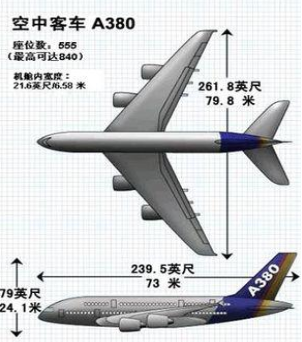 空中客车 A380
座位数：555
（最高可达840）
机舱内宽度：
21.6英尺/6.58 米
261.8英尺
79.8 米
239.5英尺
73 米
79英尺
24.1米
A380